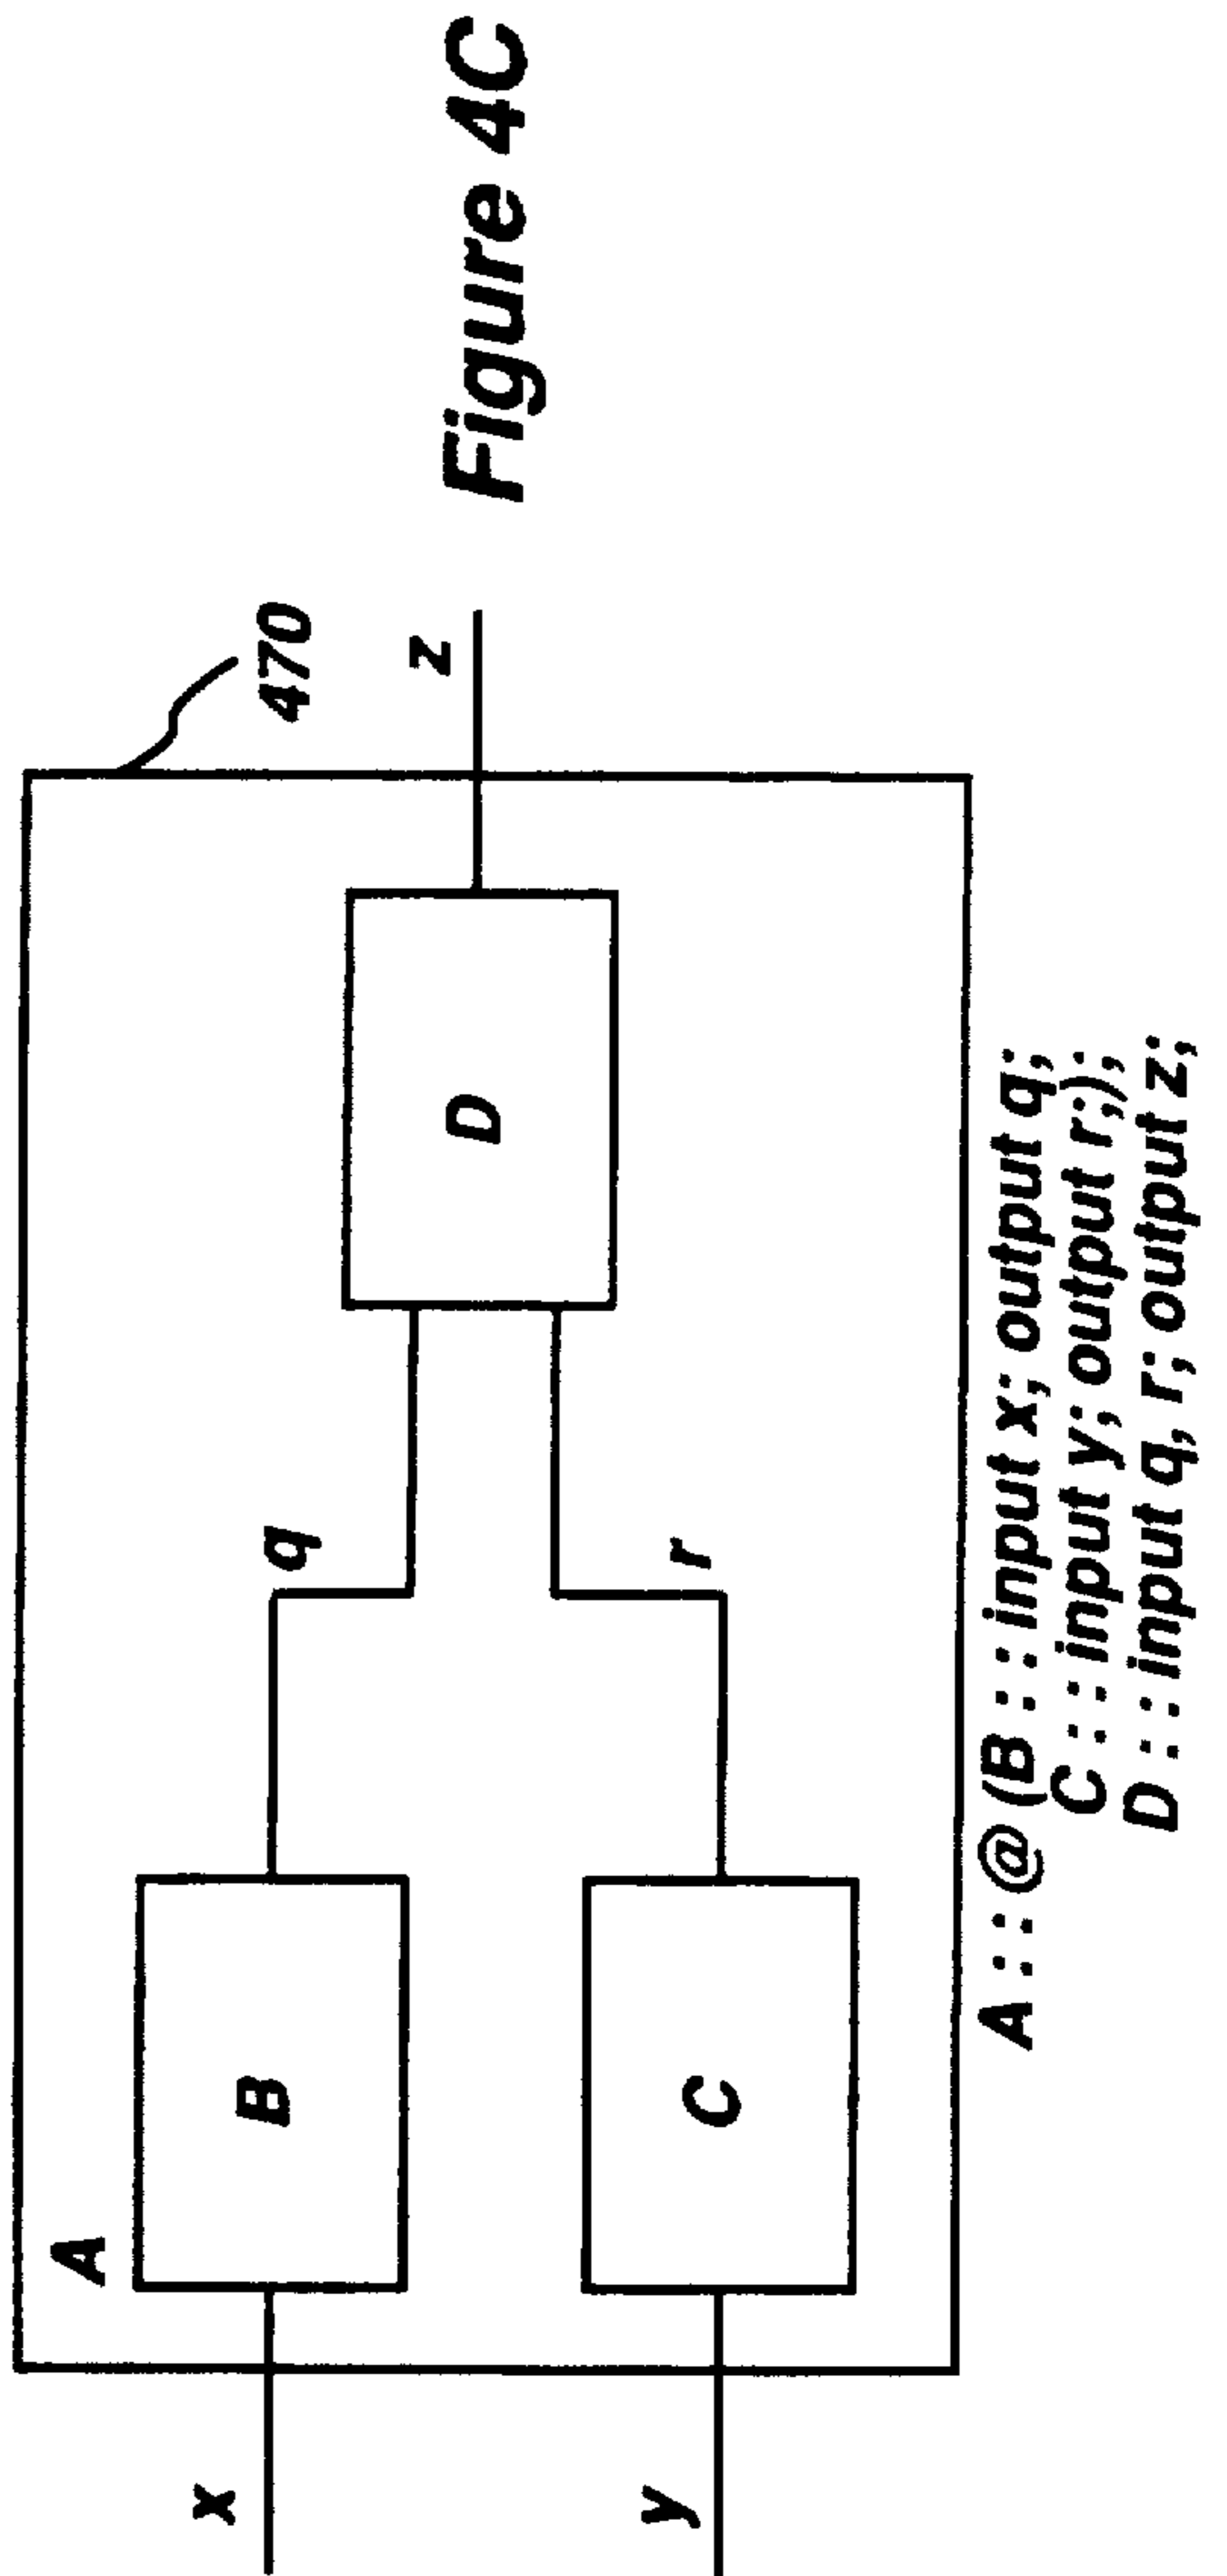 A
470
x
B
q
z
D
y
C
r
A : : @ (B : : input x; output q;
C : : input y; output r;);
D : : input q, r; output z;
Figure 4C